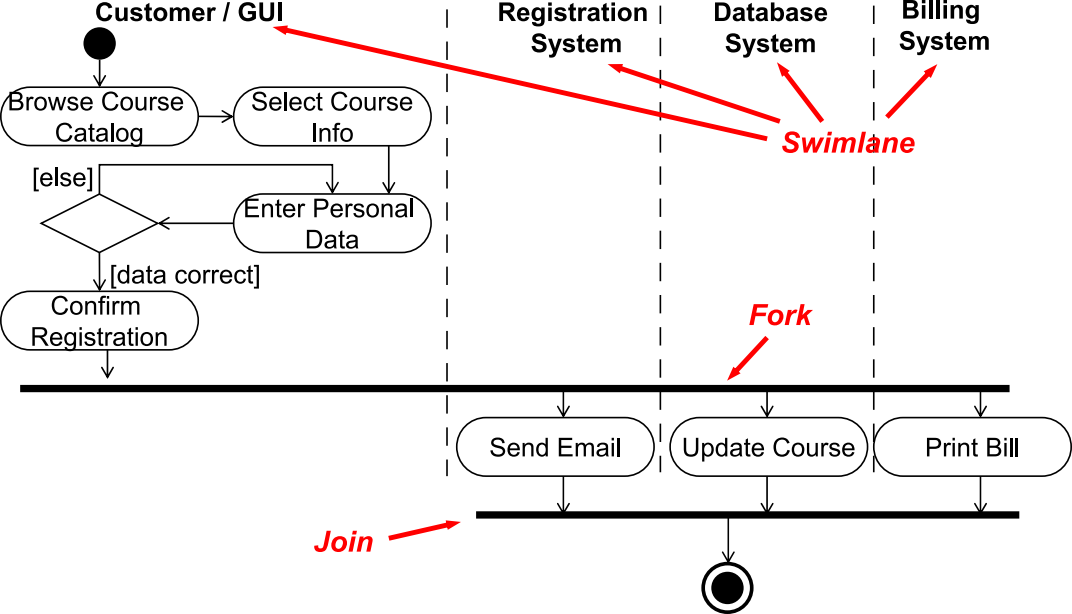 Customer / GUI
Registration
System
Database
System
Billing
System
Browse Course
Catalog
Select Course
Info
Swimlane
[else]
Enter Personal
Data
[data correct]
Confirm
Registration
Fork
Send Email
Update Course
Print Bill
Join